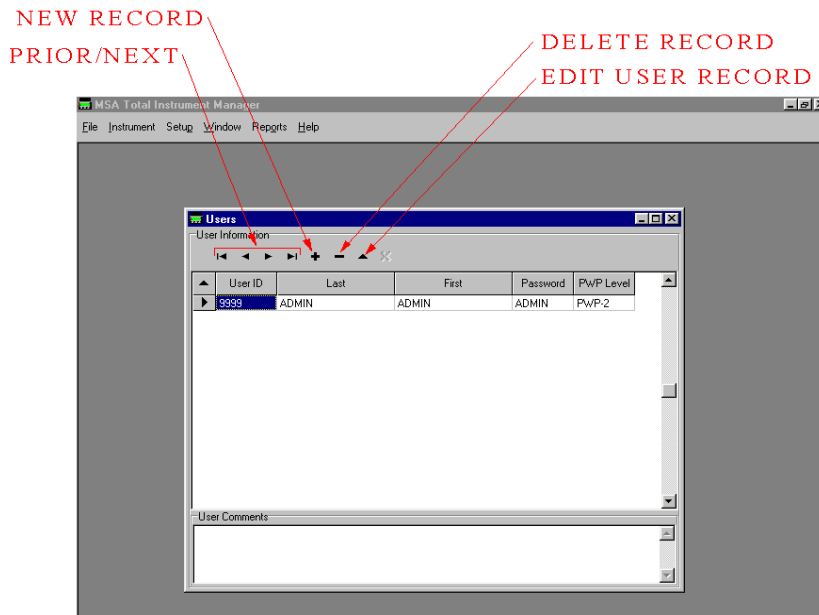 NEW RECORD
PRIOR/NEXT
DELETE RECORD
EDIT USER RECORD
MSA Total Instrument Manager
File Instrument Setup Window Reports Help
Users
User Information
User ID Last First Password PWP Level
9999 ADMIN ADMIN ADMIN PWP-2
User Comments